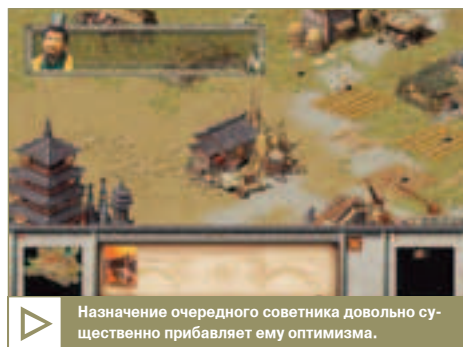 Назначение очередного советника довольно су-
щественно прибавляет ему оптимизма.